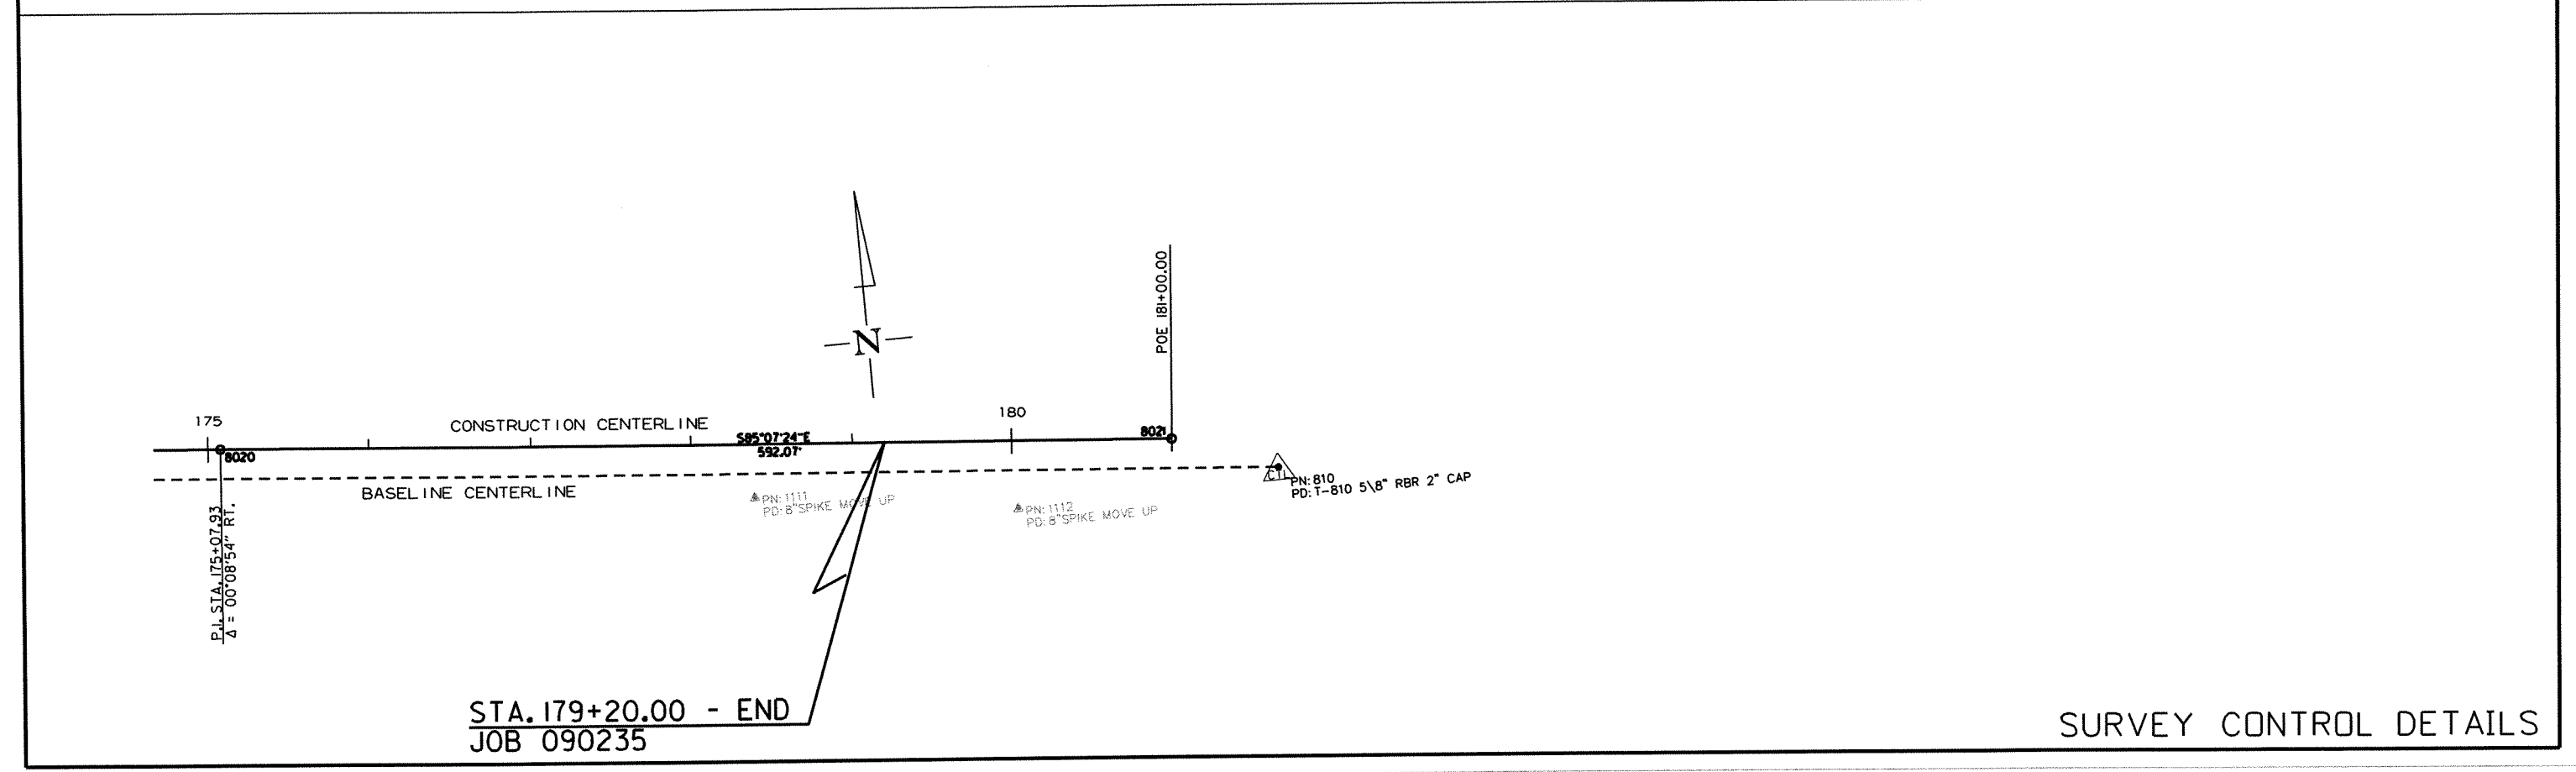 N
POE 181+00.00
175
CONSTRUCTION CENTERLINE
180
S85°07'24"E
592.07'
8020
8021
BASELINE CENTERLINE
PN:1111
PD:8"SPIKE MOVE UP
PN:1112
PD:8"SPIKE MOVE UP
CTL
PN:810
PD:T-810 5\8" RBR 2" CAP
P.I. STA. 175+07.93
Δ = 00°08'54" RT.
STA. 179+20.00 - END
JOB 090235
SURVEY CONTROL DETAILS